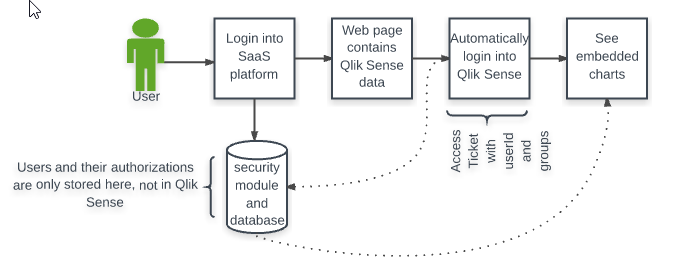 User
Login into
SaaS
platform
Web page
contains
Qlik Sense
data
Automatically
login into
Qlik Sense
See
embedded
charts
Access
Ticket
with
userId
and
groups
Users and their authorizations
are only stored here, not in Qlik
Sense
security
module
and
database